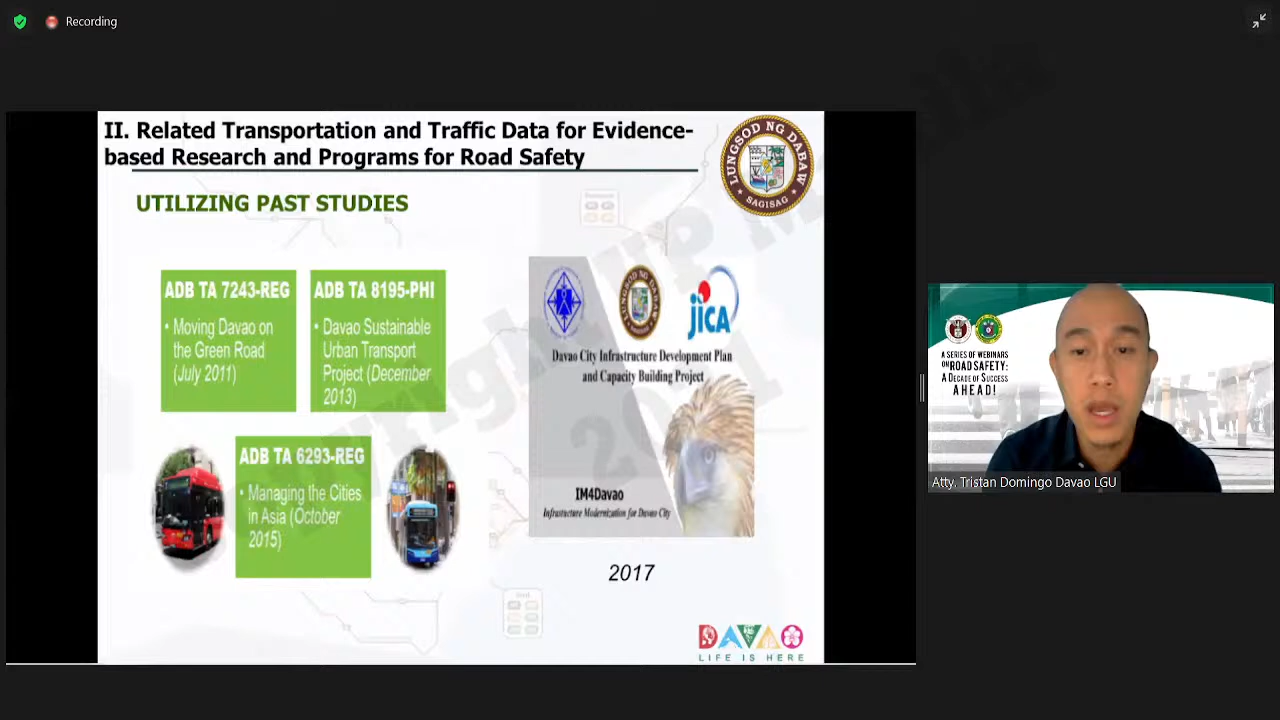 Recording
II. Related Transportation and Traffic Data for Evidence-
based Research and Programs for Road Safety
LUNGSOD NG DABAW
SAGISAG
UTILIZING PAST STUDIES
ADB TA 7243-REG
• Moving Davao on
the Green Road
(July 2011)
ADB TA 8195-PHI
• Davao Sustainable
Urban Transport
Project (December
2013)
ADB TA 6293-REG
• Managing the Cities
in Asia (October
2015)
JICA
Davao City Infrastructure Development Plan
and Capacity Building Project
IM4Davao
Infrastructure Modernization for Davao City
2017
DAVAO
LIFE IS HERE
A SERIES OF WEBINARS
ON ROAD SAFETY:
A DECADE OF SUCCESS
AHEAD!
Atty. Tristan Domingo Davao LGU